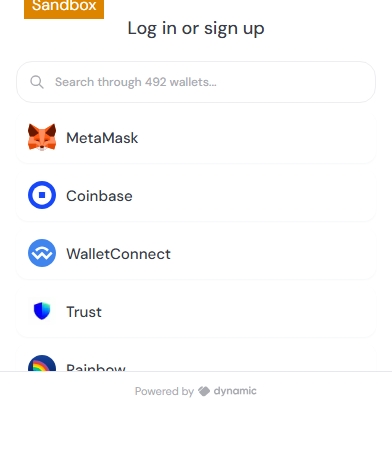 Sandbox
Log in or sign up
Search through 492 wallets...
MetaMask
Coinbase
WalletConnect
Trust
Rainbow
Powered by dynamic